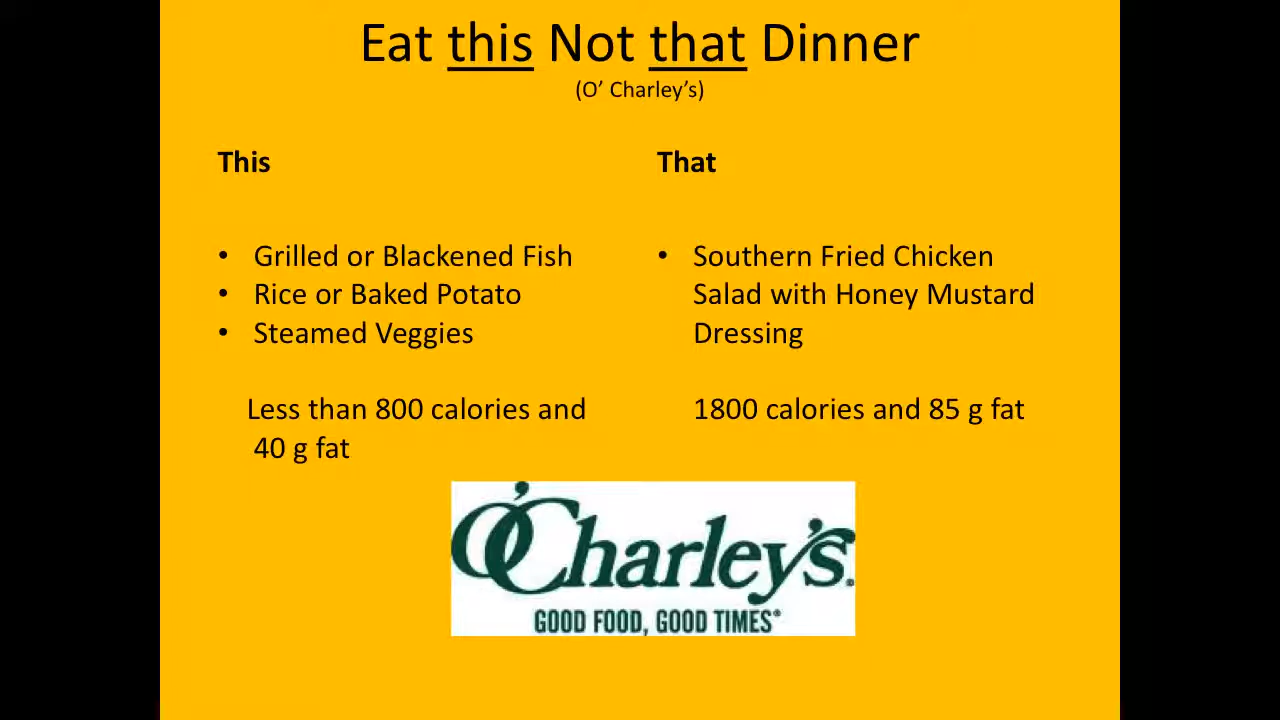 Eat this Not that Dinner
(O’ Charley’s)
This
• Grilled or Blackened Fish
• Rice or Baked Potato
• Steamed Veggies
Less than 800 calories and
40 g fat
That
• Southern Fried Chicken
Salad with Honey Mustard
Dressing
1800 calories and 85 g fat
O'Charley's®
GOOD FOOD, GOOD TIMES®